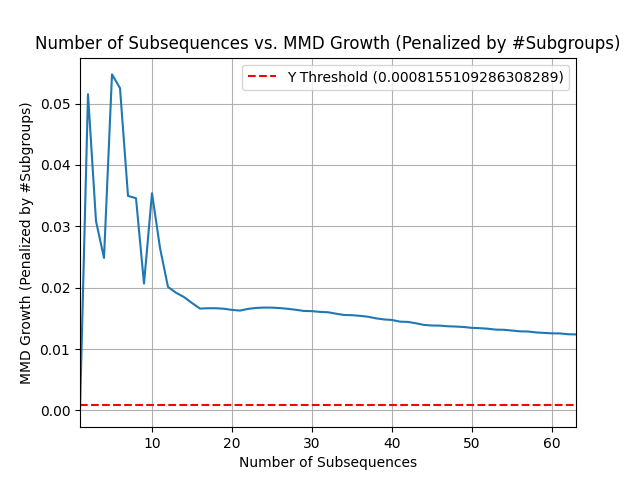 Number of Subsequences vs. MMD Growth (Penalized by #Subgroups)
Y Threshold (0.0008155109286308289)
MMD Growth (Penalized by #Subgroups)
0.05
0.04
0.03
0.02
0.01
0.00
10 20 30 40 50 60
Number of Subsequences